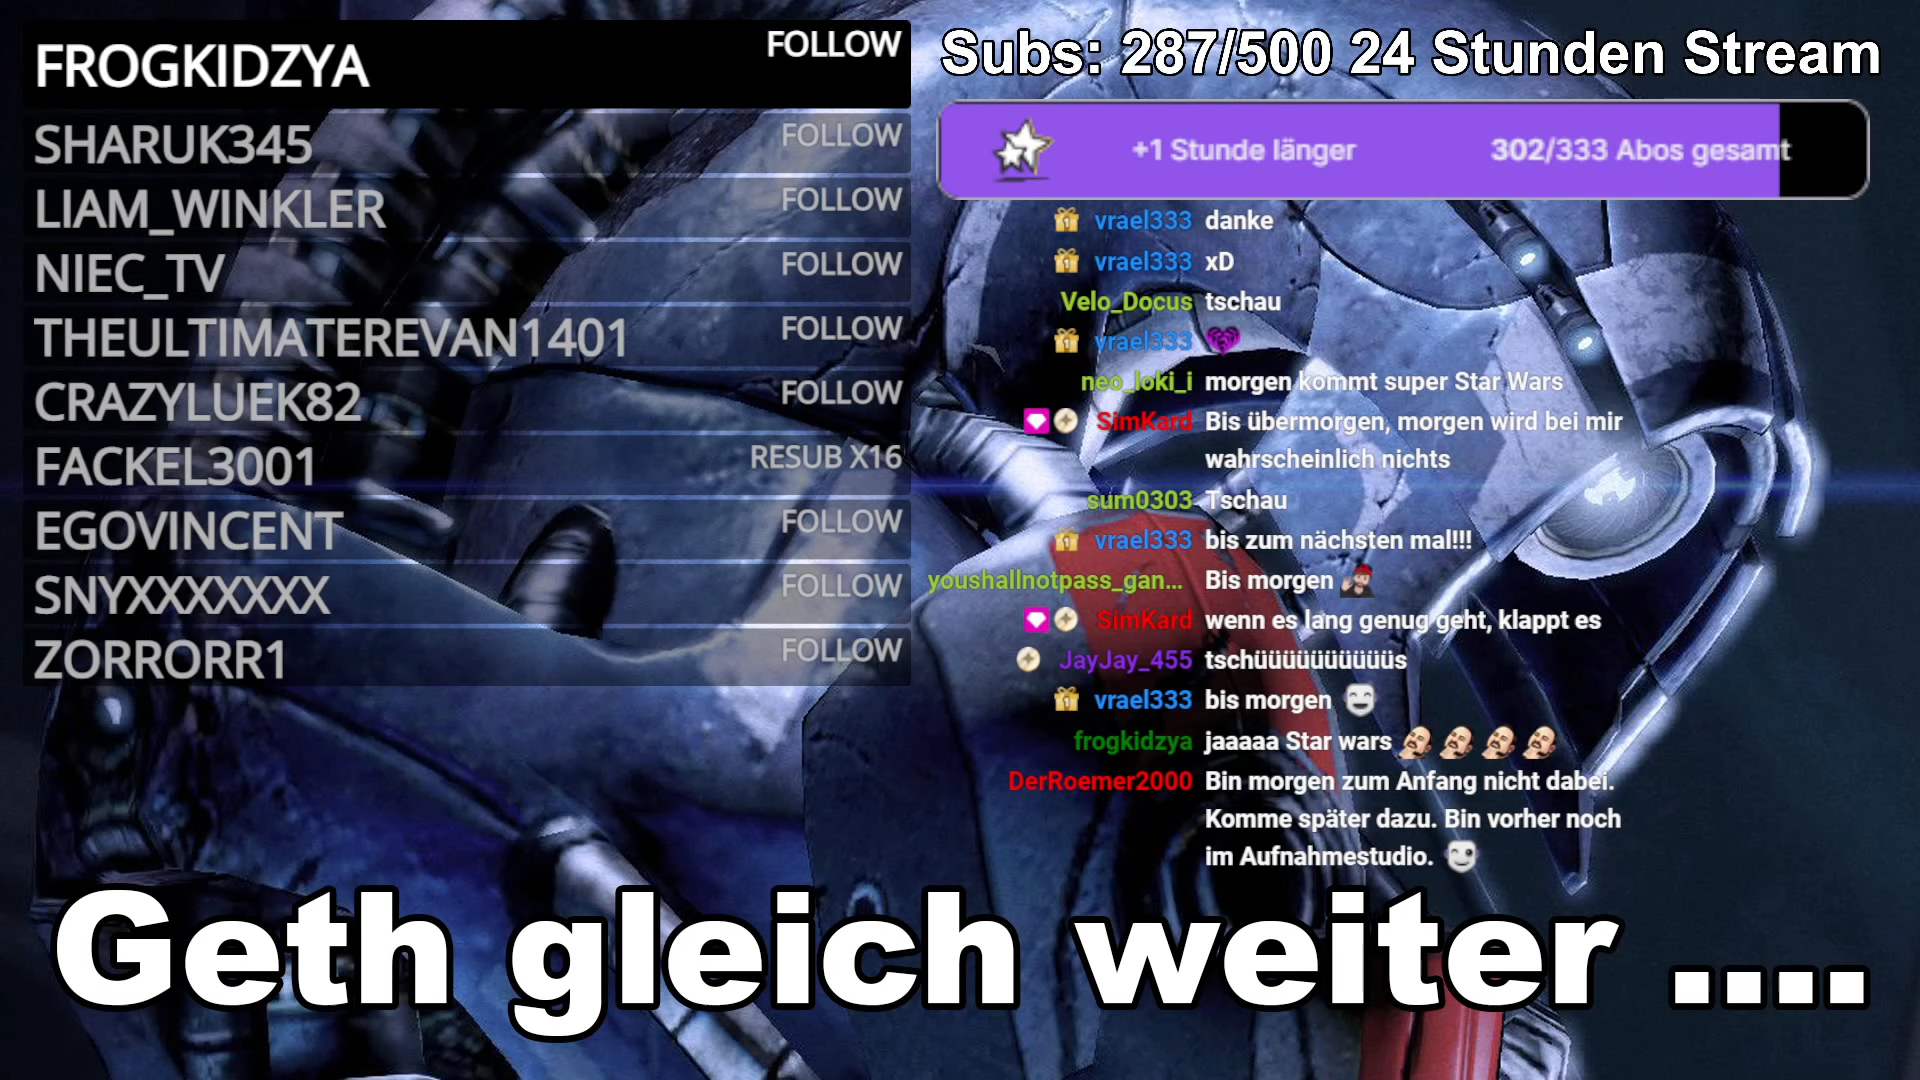 FROGKIDZYA FOLLOW
SHARUK345 FOLLOW
LIAM_WINKLER FOLLOW
NIEC_TV FOLLOW
THEULTIMATEREVAN1401 FOLLOW
CRAZYLUEK82 FOLLOW
FACKEL3001 RESUB X16
EGOVINCENT FOLLOW
SNYXXXXXXX FOLLOW
ZORRORR1 FOLLOW
Subs: 287/500 24 Stunden Stream
+1 Stunde länger 302/333 Abos gesamt
vrael333 danke
vrael333 xD
Velo_Docus tschau
vrael333
neo_loki_i morgen kommt super Star Wars
SimKard Bis übermorgen, morgen wird bei mir
wahrscheinlich nichts
sum0303 Tschau
vrael333 bis zum nächsten mal!!!
youshallnotpass_gan... Bis morgen
SimKard wenn es lang genug geht, klappt es
JayJay_455 tschüüüüüüüüüüs
vrael333 bis morgen
frogkidzya jaaaaa Star wars
DerRoemer2000 Bin morgen zum Anfang nicht dabei.
Komme später dazu. Bin vorher noch
im Aufnahmestudio.
Geth gleich weiter ....